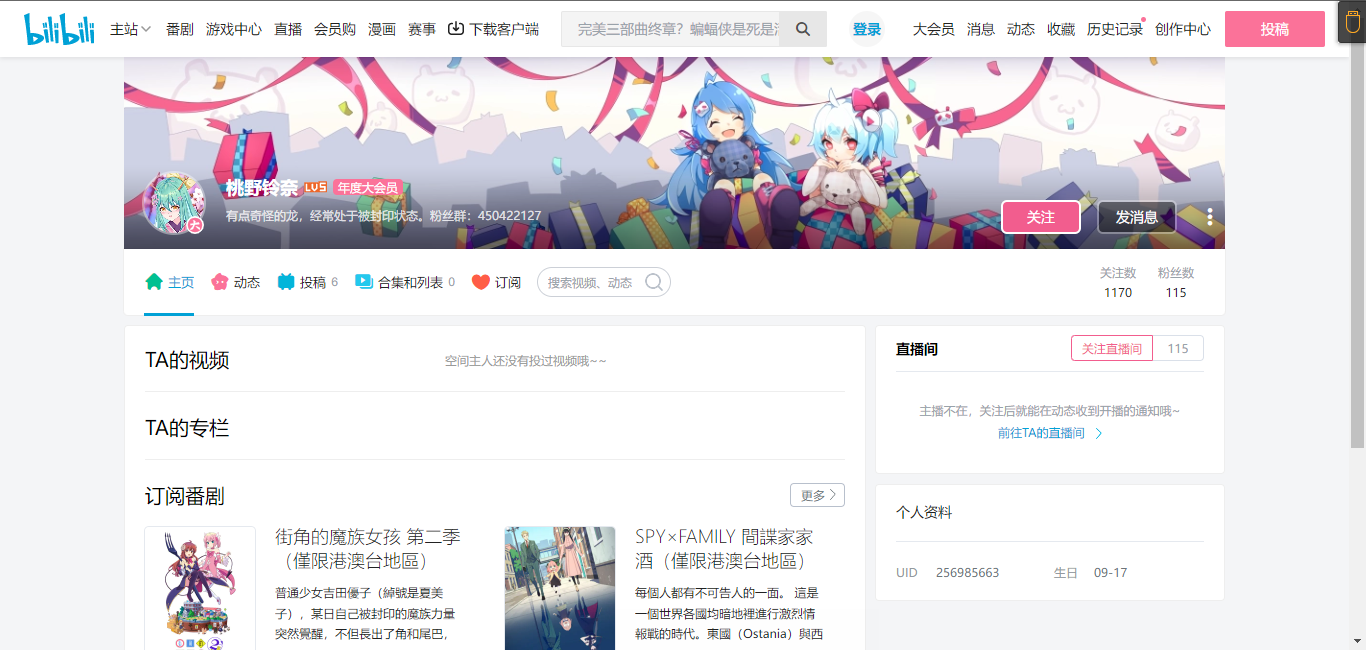 bilibili 主站 番剧 游戏中心 直播 会员购 漫画 赛事 下载客户端 完美三部曲终章？蝙蝠侠是死是 登录 大会员 消息 动态 收藏 历史记录 创作中心 投稿
桃野铃奈 LV5 年度大会员
有点奇怪的龙，经常处于被封印状态。粉丝群：450422127
大
关注 发消息
主页 动态 投稿 6 合集和列表 0 订阅 搜索视频、动态
关注数 粉丝数
1170 115
TA的视频 空间主人还没有投过视频哦~~
TA的专栏
订阅番剧 更多
街角的魔族女孩 第二季
（僅限港澳台地區）
普通少女吉田優子（綽號是夏美
子），某日自己被封印的魔族力量
突然覺醒，不但長出了角和尾巴，
SPY×FAMILY 間諜家家
酒（僅限港澳台地區）
每個人都有不可告人的一面。 這是
一個世界各國均暗地裡進行激烈情
報戰的時代。東國（Ostania）與西
直播间 关注直播间 115
主播不在，关注后就能在动态收到开播的通知哦~
前往TA的直播间
个人资料
UID 256985663 生日 09-17